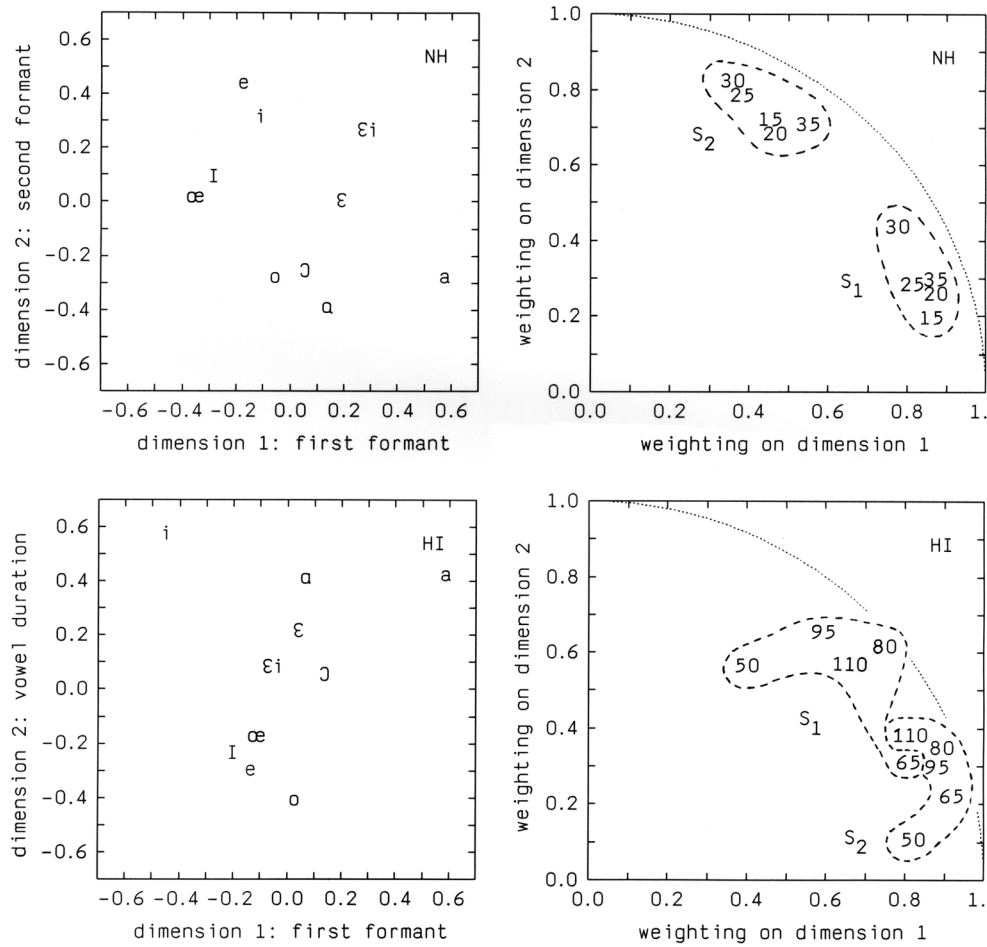 0.6
0.4
0.2
0.0
-0.2
-0.4
-0.6
dimension 2: second formant
NH
e
i
ɛi
I
æ
ɛ
o
ɔ
a
ɑ
-0.6 -0.4 -0.2 0.0 0.2 0.4 0.6
dimension 1: first formant
1.0
0.8
0.6
0.4
0.2
0.0
weighting on dimension 2
NH
30
25
15
35
20
S2
30
S1
25
35
20
15
0.0 0.2 0.4 0.6 0.8 1.
weighting on dimension 1
0.6
0.4
0.2
0.0
-0.2
-0.4
-0.6
dimension 2: vowel duration
HI
i
ɑ
a
ɛ
ɛi
ɔ
æ
I
e
o
-0.6 -0.4 -0.2 0.0 0.2 0.4 0.6
dimension 1: first formant
1.0
0.8
0.6
0.4
0.2
0.0
weighting on dimension 2
HI
95
80
50
110
S1
110
80
65
95
65
S2
50
0.0 0.2 0.4 0.6 0.8 1.
weighting on dimension 1